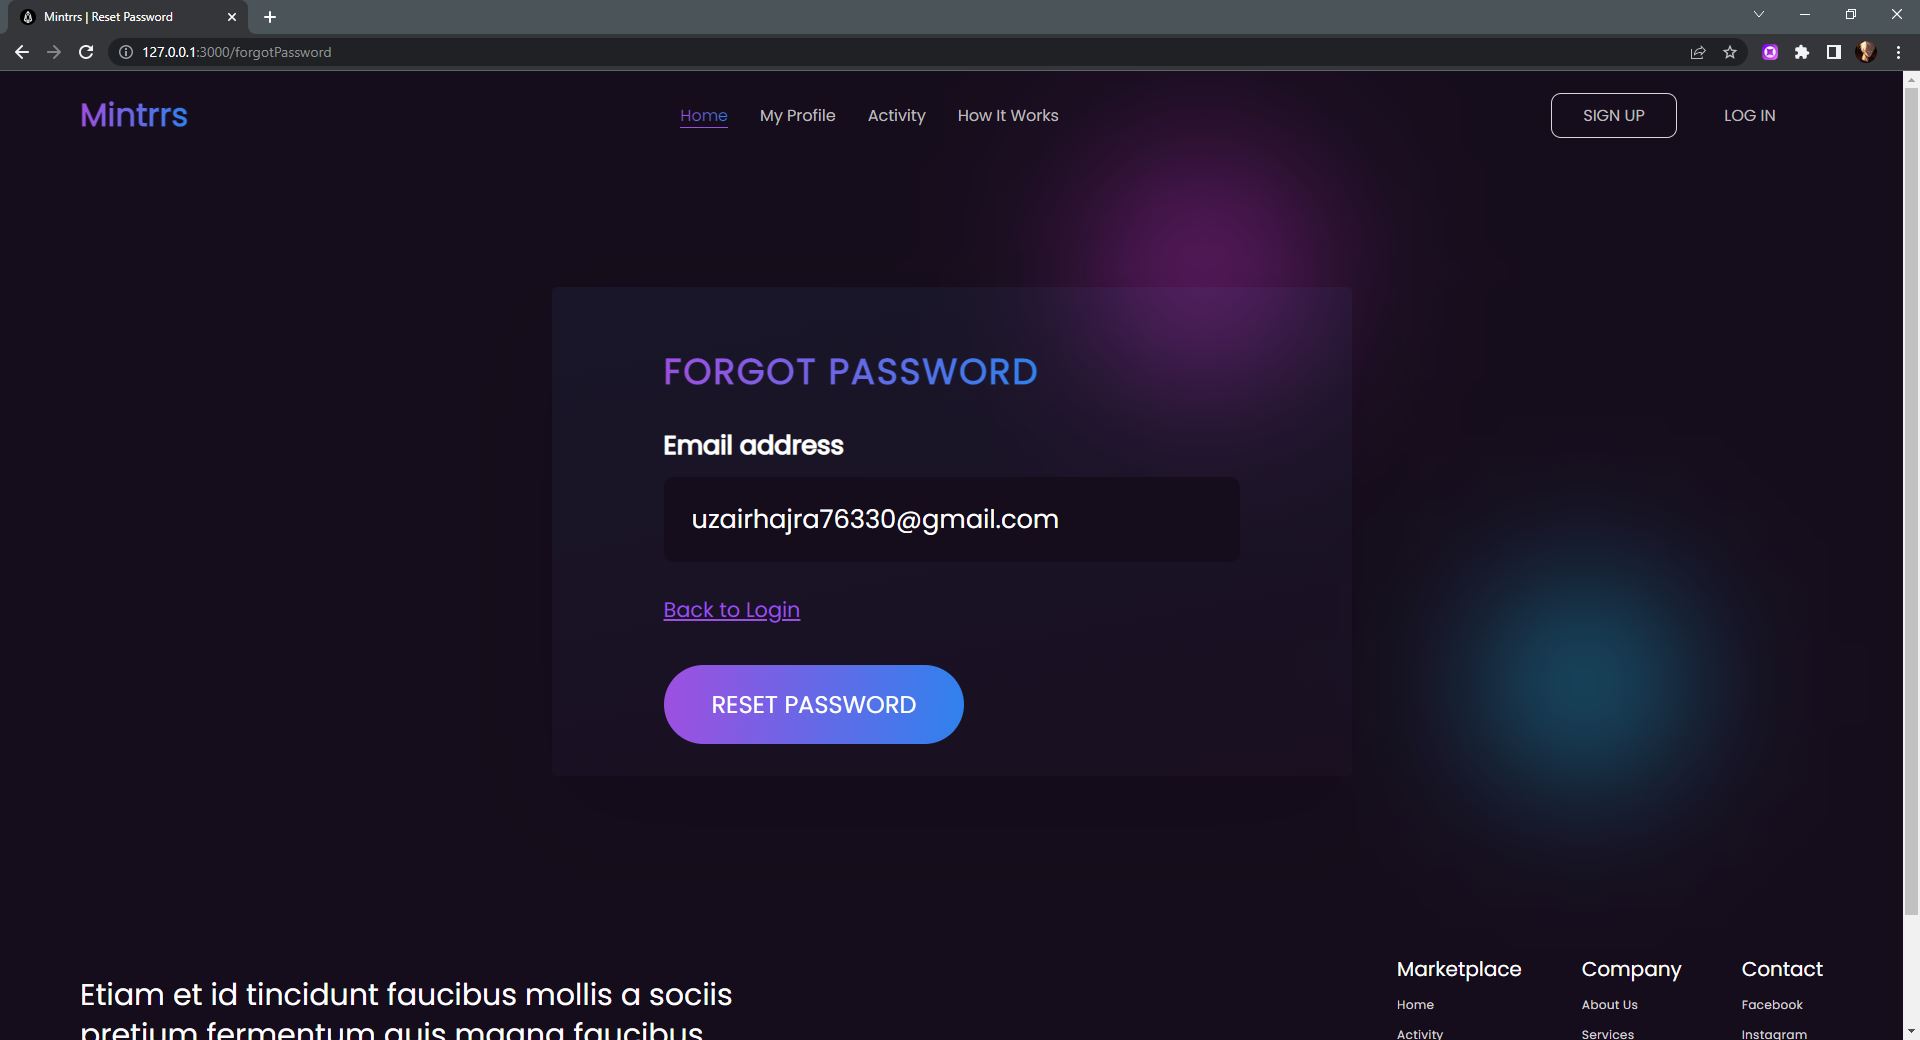 Mintrrs | Reset Password
127.0.0.1:3000/forgotPassword
Mintrrs
Home My Profile Activity How It Works
SIGN UP LOG IN
FORGOT PASSWORD
Email address
uzairhajra76330@gmail.com
Back to Login
RESET PASSWORD
Etiam et id tincidunt faucibus mollis a sociis
pretium fermentum quis magna faucibus
Marketplace
Home
Activity
Company
About Us
Services
Contact
Facebook
Instagram